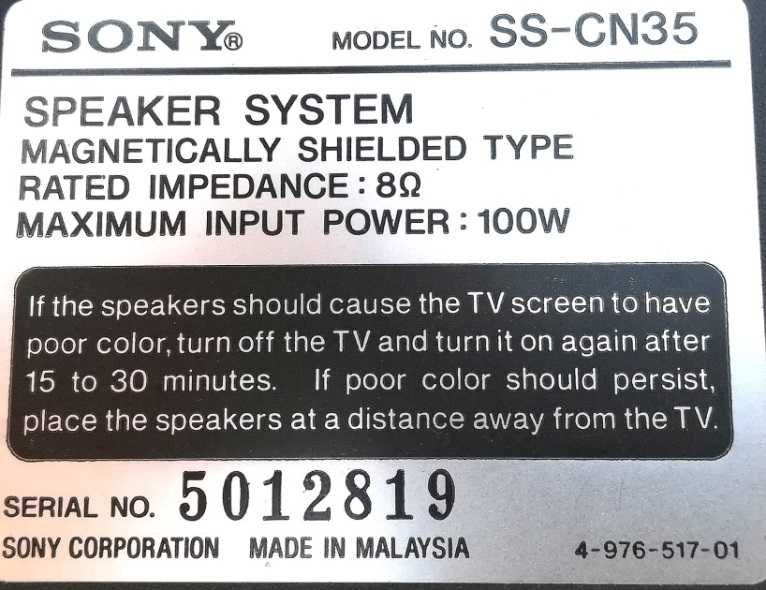 SONY® MODEL NO. SS-CN35
SPEAKER SYSTEM
MAGNETICALLY SHIELDED TYPE
RATED IMPEDANCE : 8Ω
MAXIMUM INPUT POWER : 100W
If the speakers should cause the TV screen to have
poor color, turn off the TV and turn it on again after
15 to 30 minutes. If poor color should persist,
place the speakers at a distance away from the TV.
SERIAL NO. 5012819
SONY CORPORATION MADE IN MALAYSIA 4-976-517-01